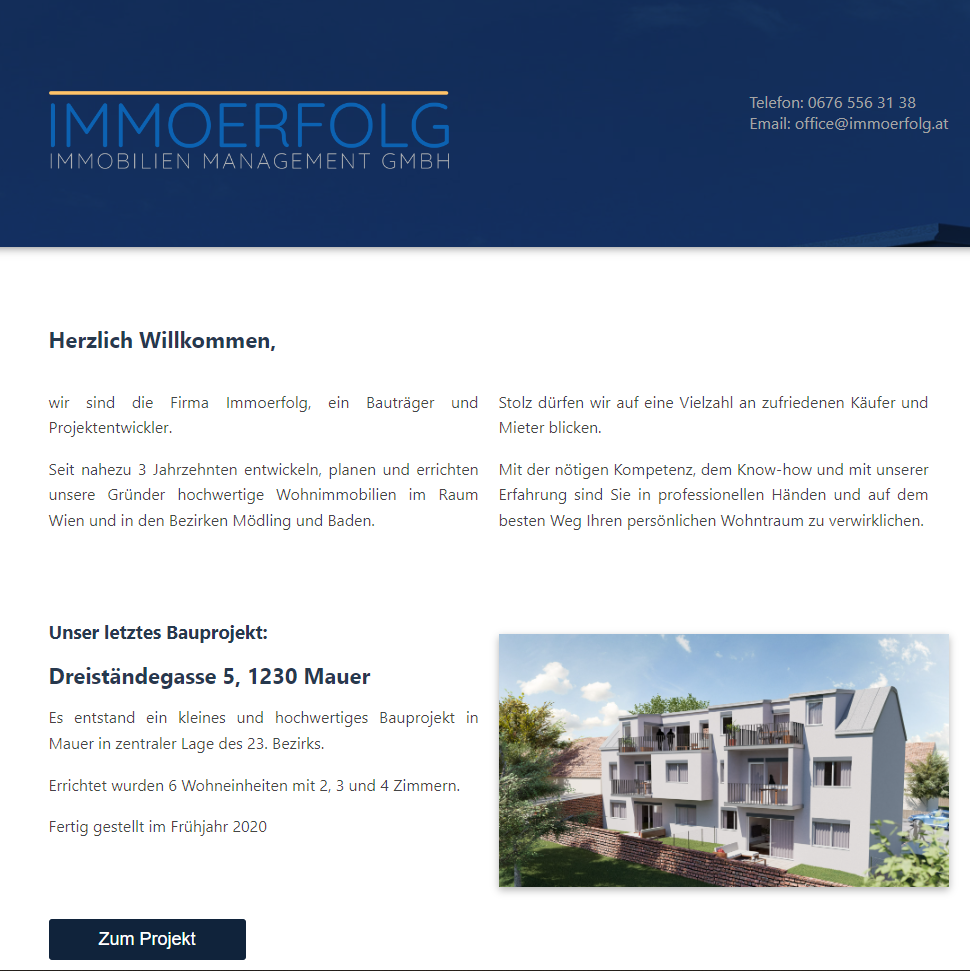 IMMOERFOLG
IMMOBILIEN MANAGEMENT GMBH
Telefon: 0676 556 31 38
Email: office@immoerfolg.at
Herzlich Willkommen,
wir sind die Firma Immoerfolg, ein Bauträger und
Projektentwickler.
Seit nahezu 3 Jahrzehnten entwickeln, planen und errichten
unsere Gründer hochwertige Wohnimmobilien im Raum
Wien und in den Bezirken Mödling und Baden.
Stolz dürfen wir auf eine Vielzahl an zufriedenen Käufer und
Mieter blicken.
Mit der nötigen Kompetenz, dem Know-how und mit unserer
Erfahrung sind Sie in professionellen Händen und auf dem
besten Weg Ihren persönlichen Wohntraum zu verwirklichen.
Unser letztes Bauprojekt:
Dreiständegasse 5, 1230 Mauer
Es entstand ein kleines und hochwertiges Bauprojekt in
Mauer in zentraler Lage des 23. Bezirks.
Errichtet wurden 6 Wohneinheiten mit 2, 3 und 4 Zimmern.
Fertig gestellt im Frühjahr 2020
Zum Projekt